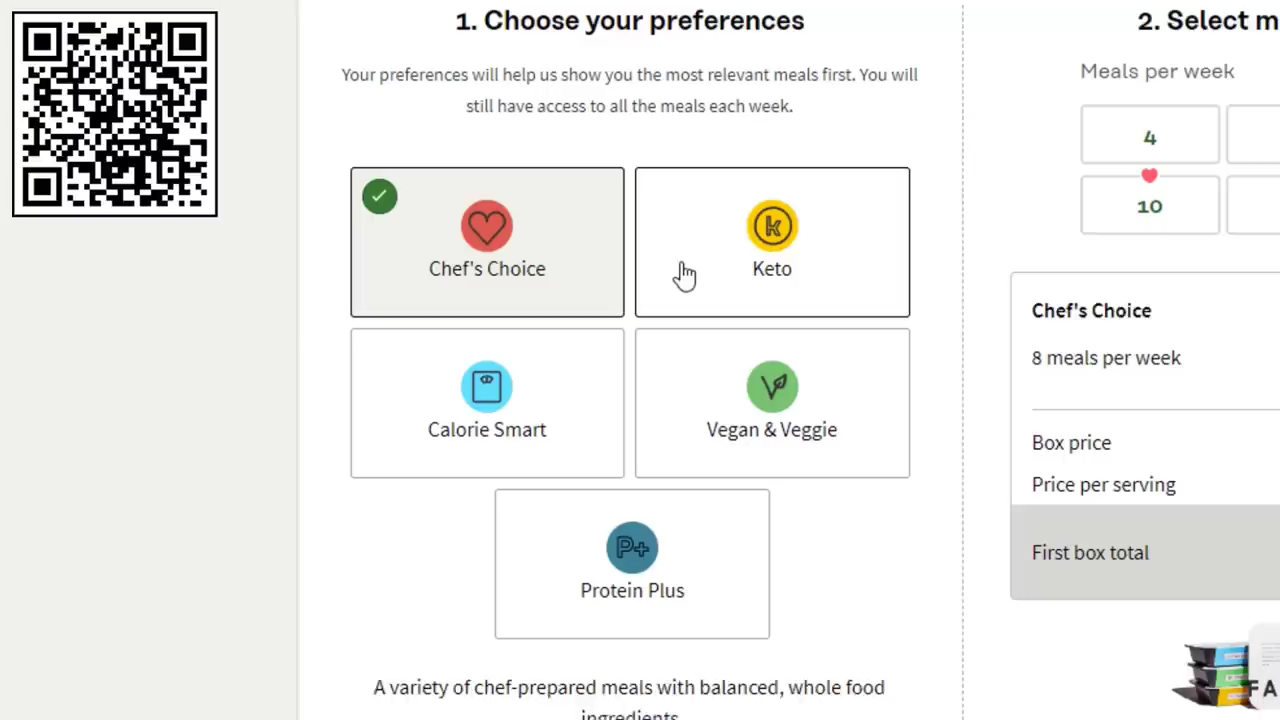 1. Choose your preferences
Your preferences will help us show you the most relevant meals first. You will
still have access to all the meals each week.
Chef's Choice
Keto
Calorie Smart
Vegan & Veggie
P+
Protein Plus
A variety of chef-prepared meals with balanced, whole food
ingredients
2. Select m
Meals per week
4
10
Chef's Choice
8 meals per week
Box price
Price per serving
First box total
FA